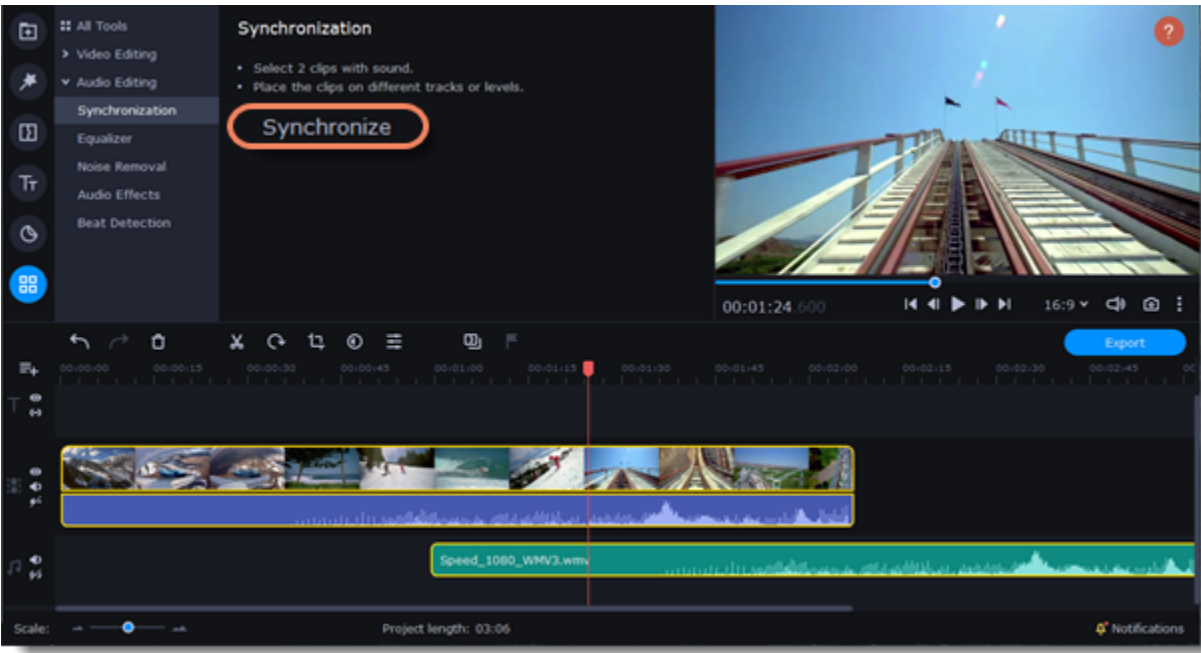 All Tools
Video Editing
Audio Editing
Synchronization
Equalizer
Noise Removal
Audio Effects
Beat Detection
Synchronization
• Select 2 clips with sound.
• Place the clips on different tracks or levels.
Synchronize
?
00:01:24.600
16:9
Export
00:00:00 00:00:15 00:00:30 00:00:45 00:01:00 00:01:15 00:01:30 00:01:45 00:02:00 00:02:15 00:02:30 00:02:45
Speed_1080_WMV3.wmv
Scale:
Project length: 03:06
Notifications